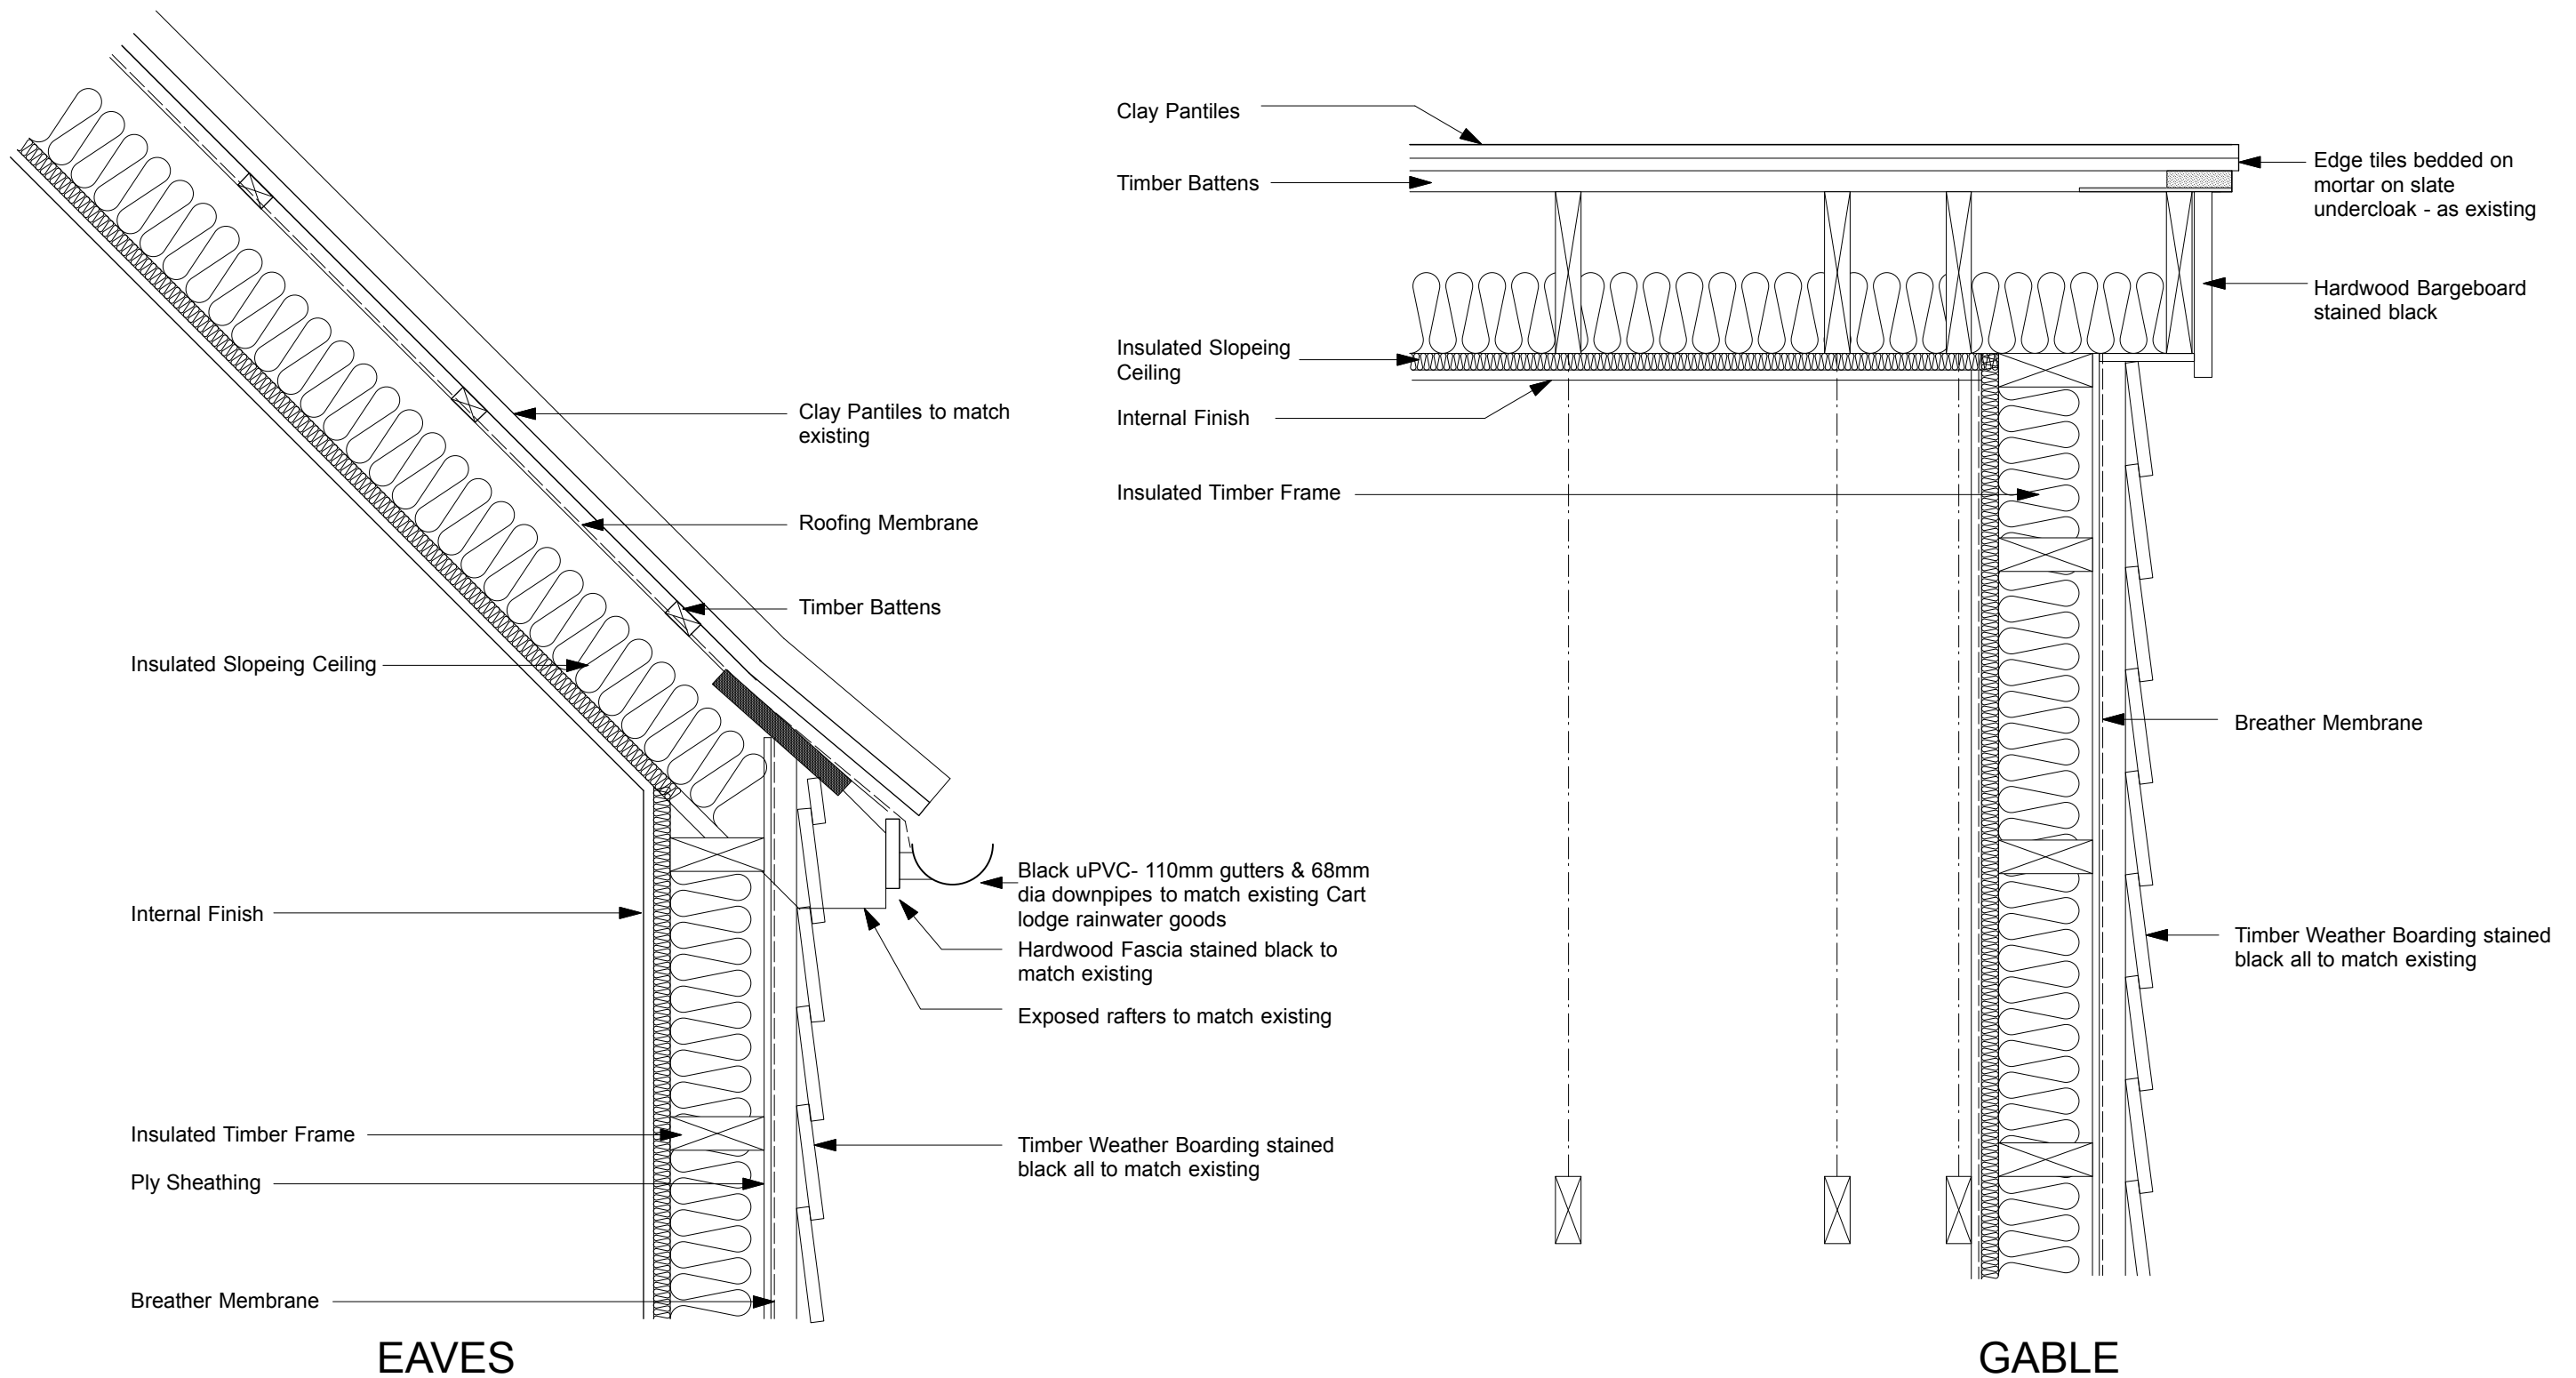 Clay Pantiles to match
existing
Roofing Membrane
Timber Battens
Insulated Slopeing Ceiling
Internal Finish
Black uPVC- 110mm gutters & 68mm
dia downpipes to match existing Cart
lodge rainwater goods
Hardwood Fascia stained black to
match existing
Exposed rafters to match existing
Insulated Timber Frame
Timber Weather Boarding stained
black all to match existing
Ply Sheathing
Breather Membrane
EAVES
Clay Pantiles
Timber Battens
Edge tiles bedded on
mortar on slate
undercloak - as existing
Hardwood Bargeboard
stained black
Insulated Slopeing
Ceiling
Internal Finish
Insulated Timber Frame
Breather Membrane
Timber Weather Boarding stained
black all to match existing
GABLE